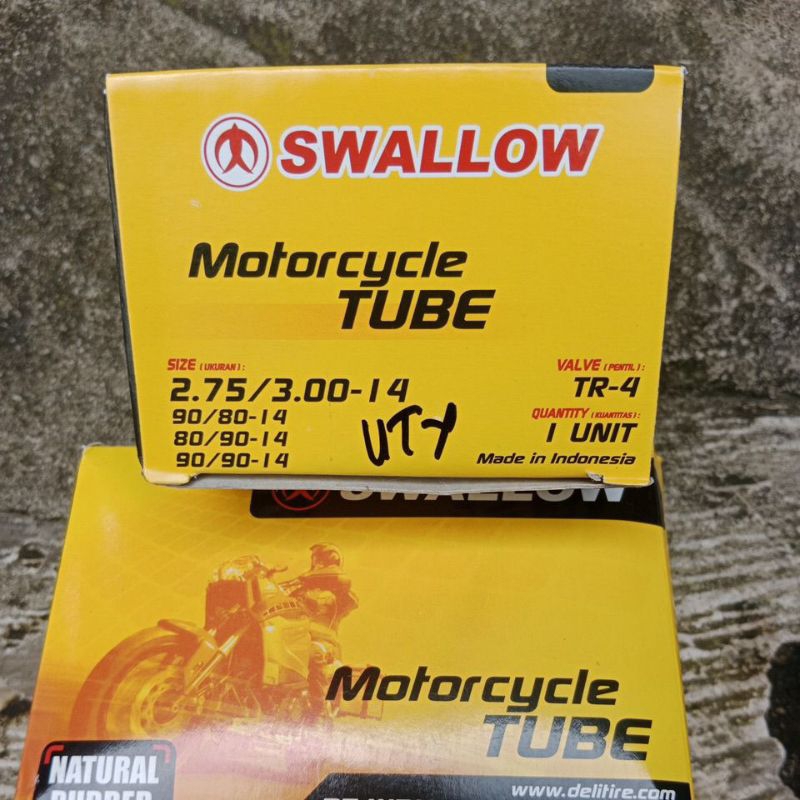 SWALLOW
Motorcycle
TUBE
SIZE (UKURAN) :
2.75/3.00-14
90/80-14
80/90-14
90/90-14
VALVE (PENTIL) :
TR-4
QUANTITY (KUANTITAS) :
1 UNIT
Made in Indonesia
SWALLOW
Motorcycle
TUBE
NATURAL
RUBBER
www.delitire.com